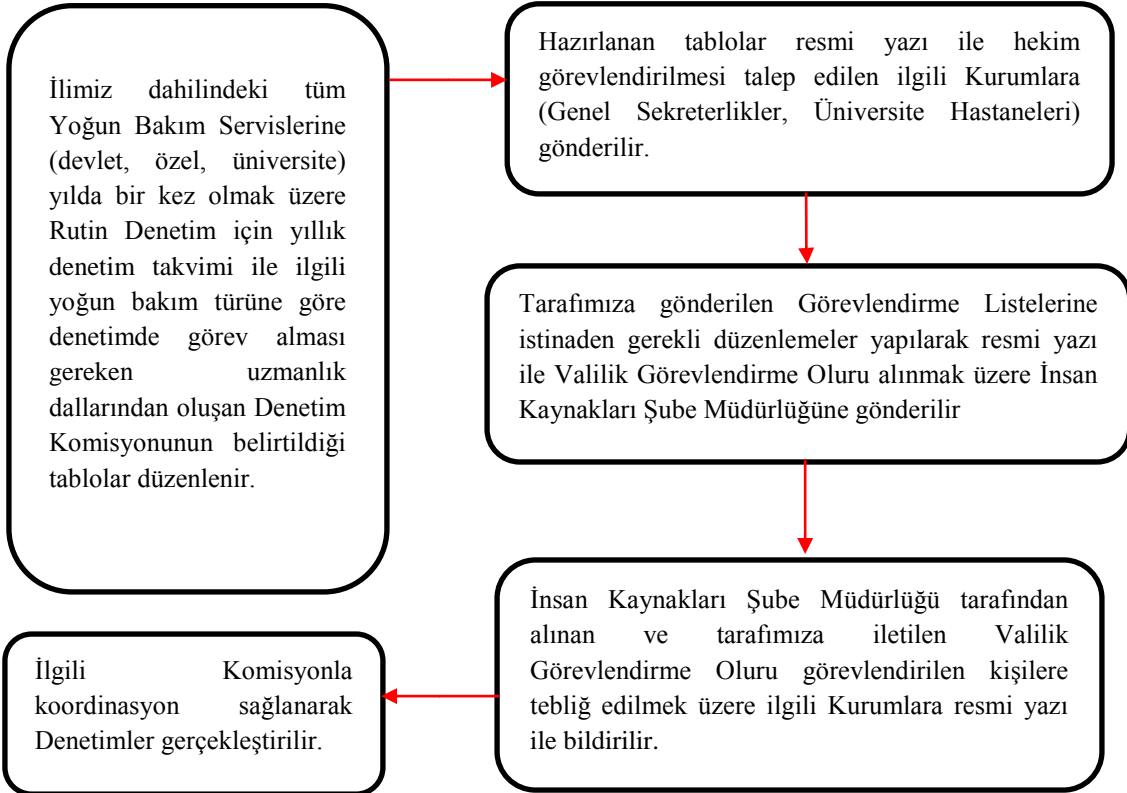 İlimiz dahilindeki tüm
Yoğun Bakım Servislerine
(devlet, özel, üniversite)
yılda bir kez olmak üzere
Rutin Denetim için yıllık
denetim takvimi ile ilgili
yoğun bakım türüne göre
denetimde görev alması
gereken uzmanlık
dallarından oluşan Denetim
Komisyonunun belirtildiği
tablolar düzenlenir.
Hazırlanan tablolar resmi yazı ile hekim
görevlendirilmesi talep edilen ilgili Kurumlara
(Genel Sekreterlikler, Üniversite Hastaneleri)
gönderilir.
Tarafımıza gönderilen Görevlendirme Listelerine
istinaden gerekli düzenlemeler yapılarak resmi yazı
ile Valilik Görevlendirme Oluru alınmak üzere İnsan
Kaynakları Şube Müdürlüğüne gönderilir
İnsan Kaynakları Şube Müdürlüğü tarafından
alınan ve tarafımıza iletilen Valilik
Görevlendirme Oluru görevlendirilen kişilere
tebliğ edilmek üzere ilgili Kurumlara resmi yazı
ile bildirilir.
İlgili Komisyonla
koordinasyon sağlanarak
Denetimler gerçekleştirilir.